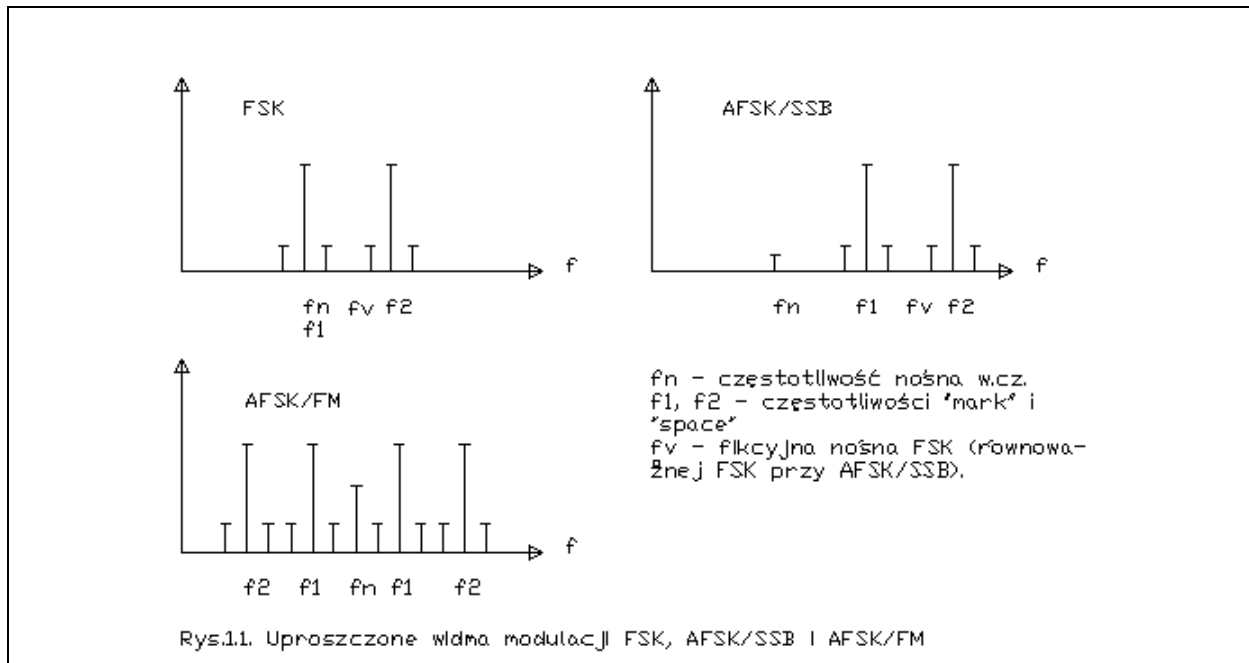 FSK
f
fn fv f2
f1
AFSK/SSB
f
fn f1 fv f2
AFSK/FM
f
f2 f1 fn f1 f2
fn - częstotliwość nośna w.cz.
f1, f2 - częstotliwości "mark" i
"space"
fv - fikcyjna nośna FSK (równowa-
żnej FSK przy AFSK/SSB).
Rys.1.1. Uproszczone widma modulacji FSK, AFSK/SSB i AFSK/FM